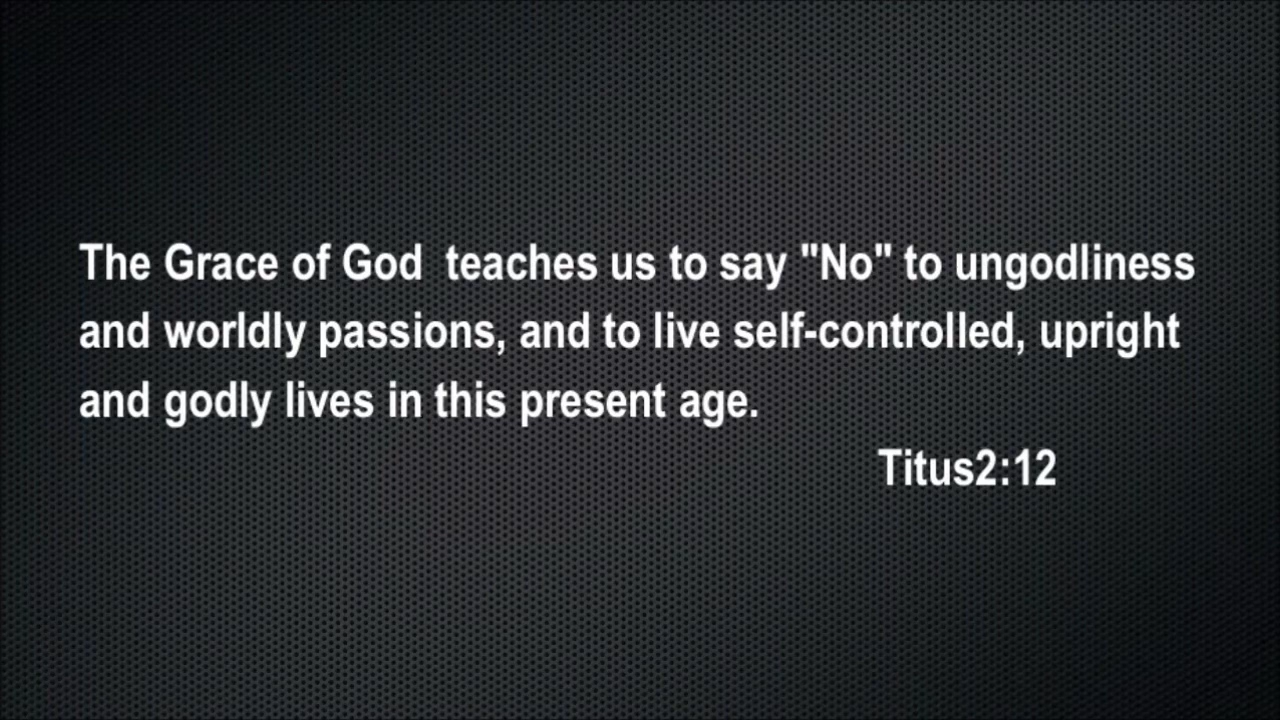 The Grace of God  teaches us to say "No" to ungodliness
and worldly passions, and to live self-controlled, upright
and godly lives in this present age.
Titus2:12